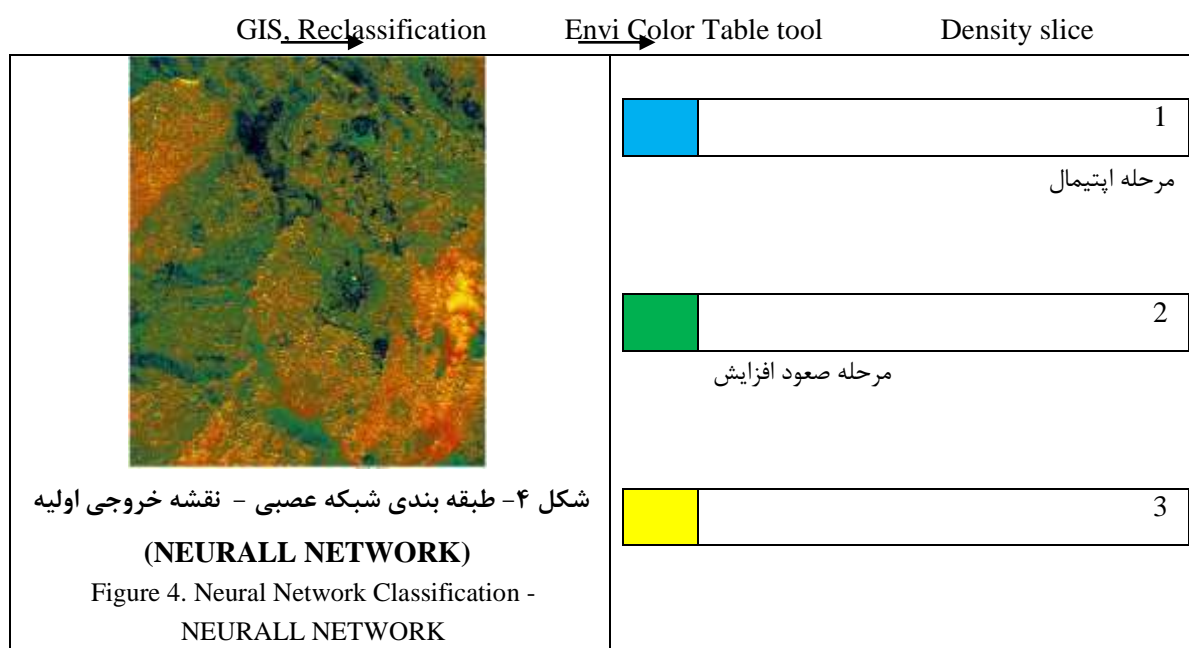 GIS, Reclassification Envi Color Table tool Density slice
شکل ۴- طبقه بندی شبکه عصبی - نقشه خروجی اولیه
(NEURALL NETWORK)
Figure 4. Neural Network Classification -
NEURALL NETWORK
1
مرحله اپتیمال
2
مرحله صعود افزایش
3